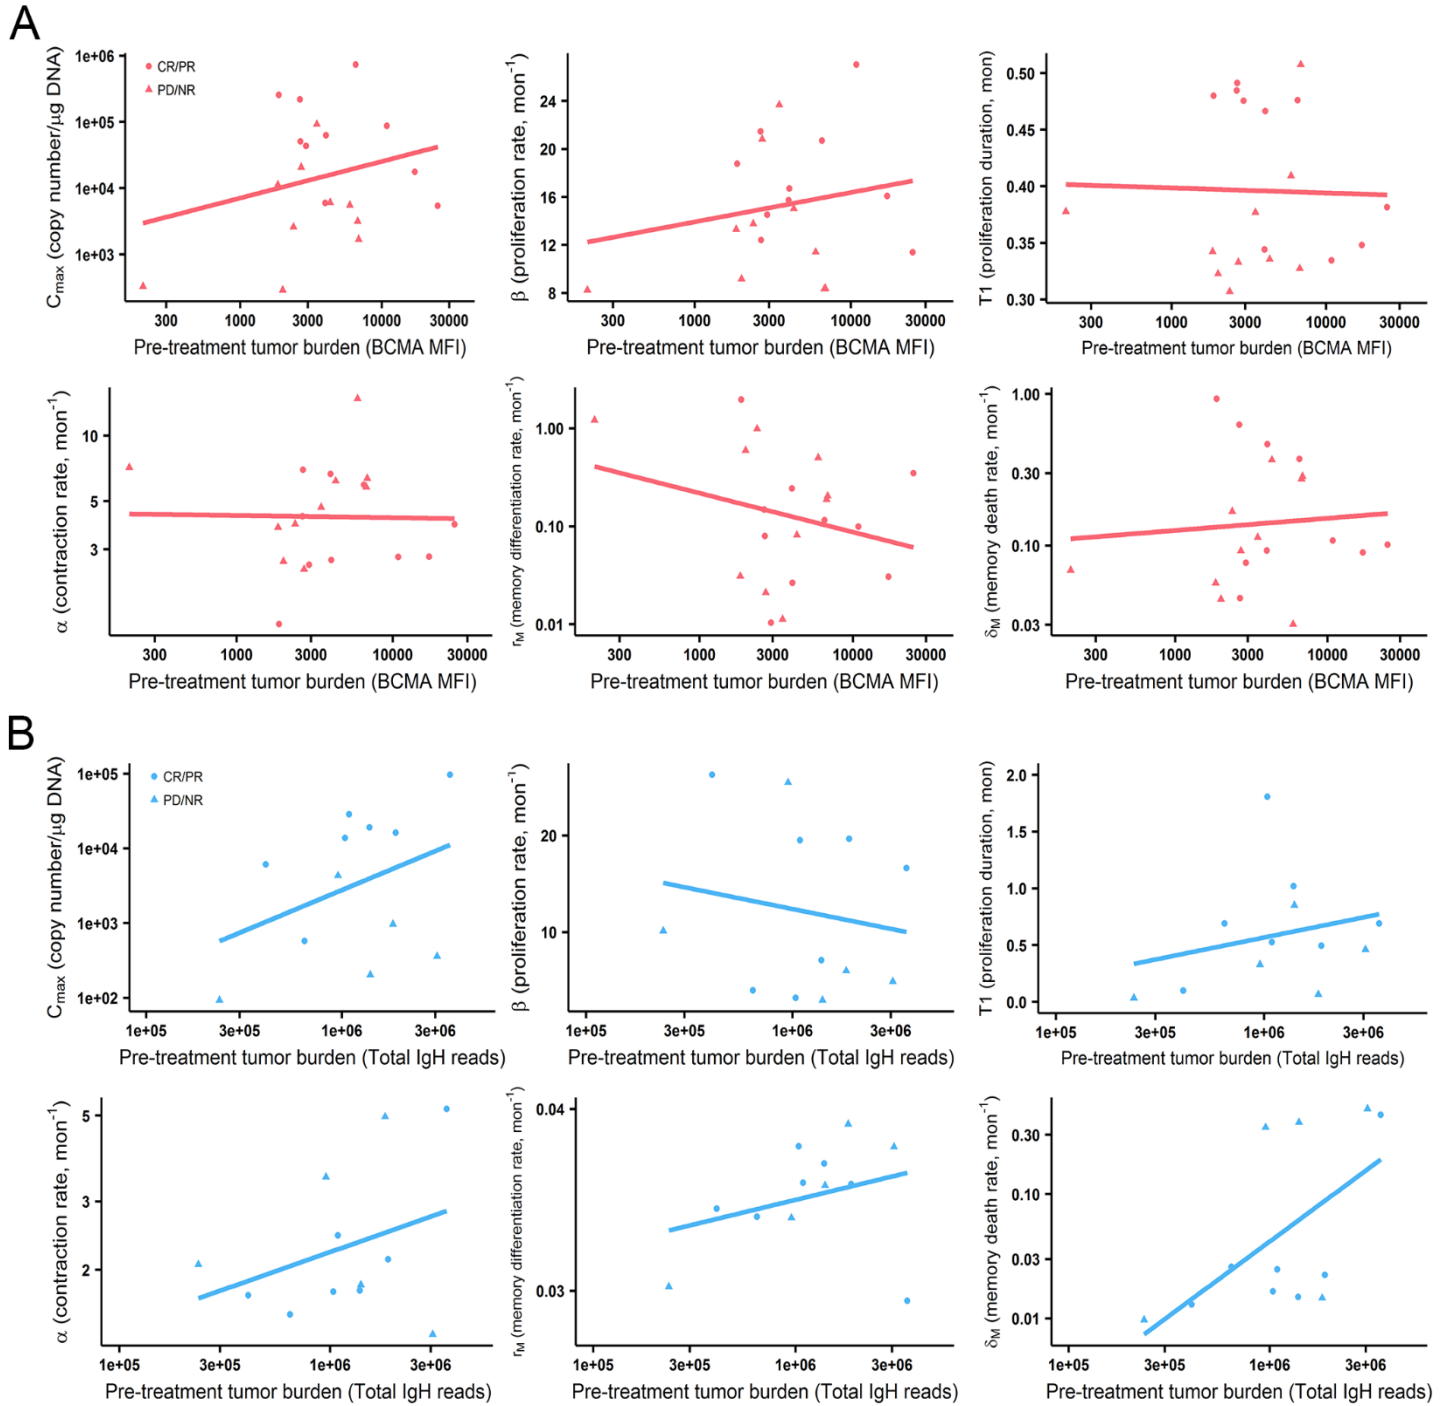 A
Cmax (copy number/μg DNA)
1e+06
1e+05
1e+04
1e+03
CR/PR
PD/NR
300 1000 3000 10000 30000
Pre-treatment tumor burden (BCMA MFI)
β (proliferation rate, mon-1)
24
20
16
12
8
300 1000 3000 10000 30000
Pre-treatment tumor burden (BCMA MFI)
T1 (proliferation duration, mon)
0.50
0.45
0.40
0.35
0.30
300 1000 3000 10000 30000
Pre-treatment tumor burden (BCMA MFI)
α (contraction rate, mon-1)
10
5
3
300 1000 3000 10000 30000
Pre-treatment tumor burden (BCMA MFI)
rM (memory differentiation rate, mon-1)
1.00
0.10
0.01
300 1000 3000 10000 30000
Pre-treatment tumor burden (BCMA MFI)
δM (memory death rate, mon-1)
1.00
0.30
0.10
0.03
300 1000 3000 10000 30000
Pre-treatment tumor burden (BCMA MFI)
B
Cmax (copy number/μg DNA)
1e+05
1e+04
1e+03
1e+02
CR/PR
PD/NR
1e+05 3e+05 1e+06 3e+06
Pre-treatment tumor burden (Total IgH reads)
β (proliferation rate, mon-1)
20
10
1e+05 3e+05 1e+06 3e+06
Pre-treatment tumor burden (Total IgH reads)
T1 (proliferation duration, mon)
2.0
1.5
1.0
0.5
0.0
1e+05 3e+05 1e+06 3e+06
Pre-treatment tumor burden (Total IgH reads)
α (contraction rate, mon-1)
5
3
2
1e+05 3e+05 1e+06 3e+06
Pre-treatment tumor burden (Total IgH reads)
rM (memory differentiation rate, mon-1)
0.04
0.03
1e+05 3e+05 1e+06 3e+06
Pre-treatment tumor burden (Total IgH reads)
δM (memory death rate, mon-1)
0.30
0.10
0.03
0.01
1e+05 3e+05 1e+06 3e+06
Pre-treatment tumor burden (Total IgH reads)